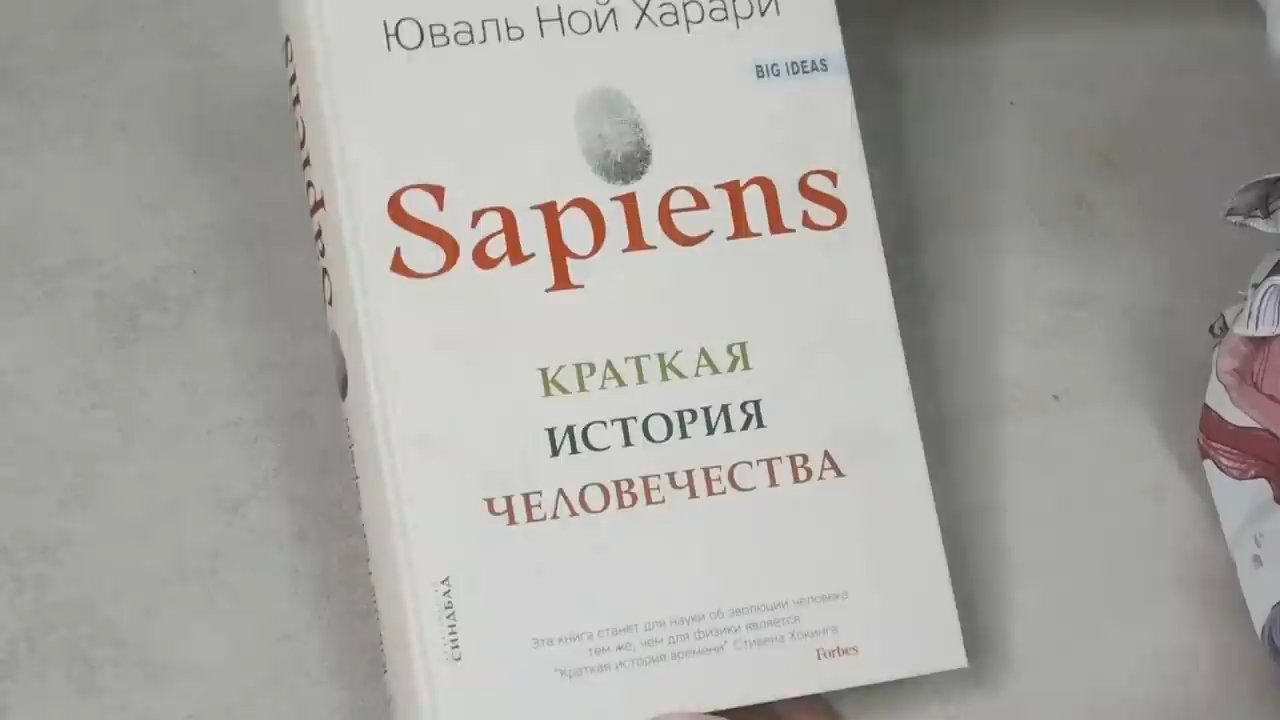 Юваль Ной Харари
BIG IDEAS
Sapiens
КРАТКАЯ
ИСТОРИЯ
ЧЕЛОВЕЧЕСТВА
Эта книга станет для науки об эволюции человека
тем же, чем для физики является
"Краткая история времени" Стивена Хокинга
Forbes
СИНДБАД
Sapiens